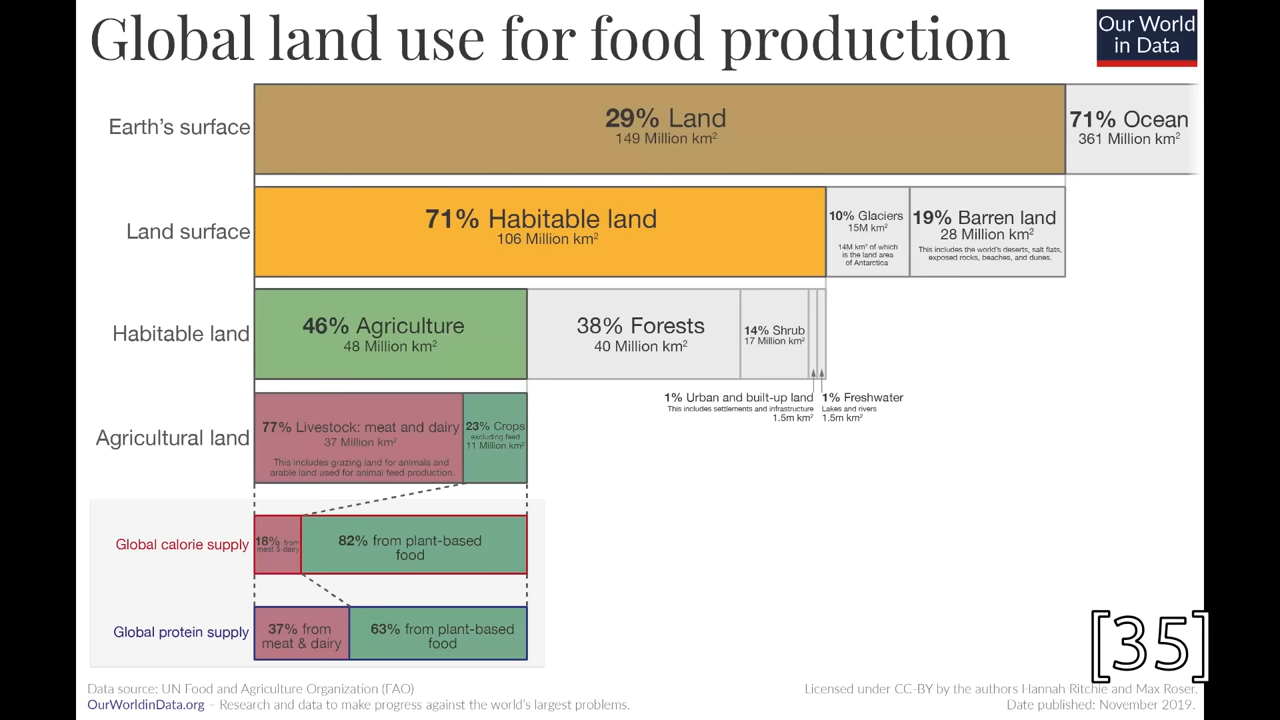 Global land use for food production
Our World
in Data
Earth's surface
29% Land
149 Million km²
71% Ocean
361 Million km²
Land surface
71% Habitable land
106 Million km²
10% Glaciers
15M km²
14M km² of which
is the land area
of Antarctica
19% Barren land
28 Million km²
This includes the world's deserts, salt flats,
exposed rocks, beaches, and dunes.
Habitable land
46% Agriculture
48 Million km²
38% Forests
40 Million km²
14% Shrub
17 Million km²
1% Urban and built-up land
This includes settlements and infrastructure
1.5m km²
1% Freshwater
Lakes and rivers
1.5m km²
Agricultural land
77% Livestock: meat and dairy
37 Million km²
This includes grazing land for animals and
arable land used for animal feed production.
23% Crops
excluding feed
11 Million km²
Global calorie supply
18% from
meat & dairy
82% from plant-based
food
Global protein supply
37% from
meat & dairy
63% from plant-based
food
[35]
Data source: UN Food and Agriculture Organization (FAO)
OurWorldinData.org – Research and data to make progress against the world's largest problems.
Licensed under CC-BY by the authors Hannah Ritchie and Max Roser.
Date published: November 2019.